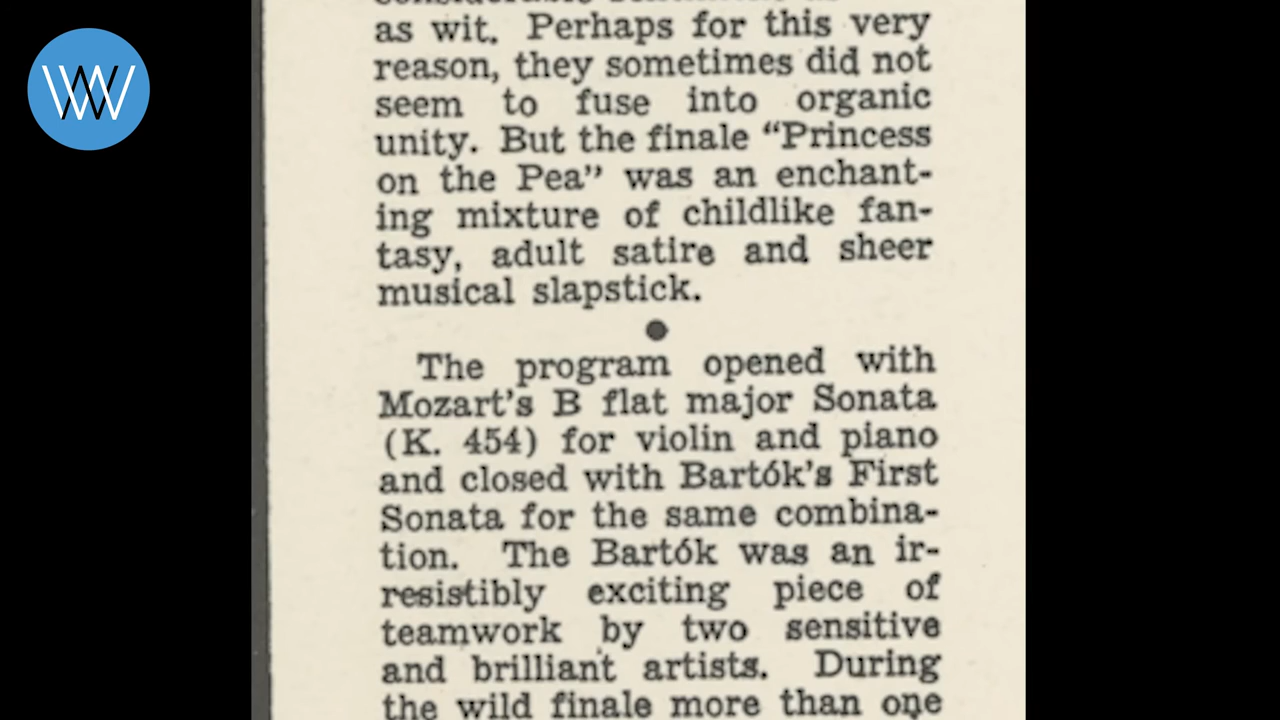 W
as wit. Perhaps for this very
reason, they sometimes did not
seem to fuse into organic
unity. But the finale “Princess
on the Pea” was an enchant-
ing mixture of childlike fan-
tasy, adult satire and sheer
musical slapstick.
●
The program opened with
Mozart's B flat major Sonata
(K. 454) for violin and piano
and closed with Bartók's First
Sonata for the same combina-
tion. The Bartók was an ir-
resistibly exciting piece of
teamwork by two sensitive
and brilliant artists. During
the wild finale more than one